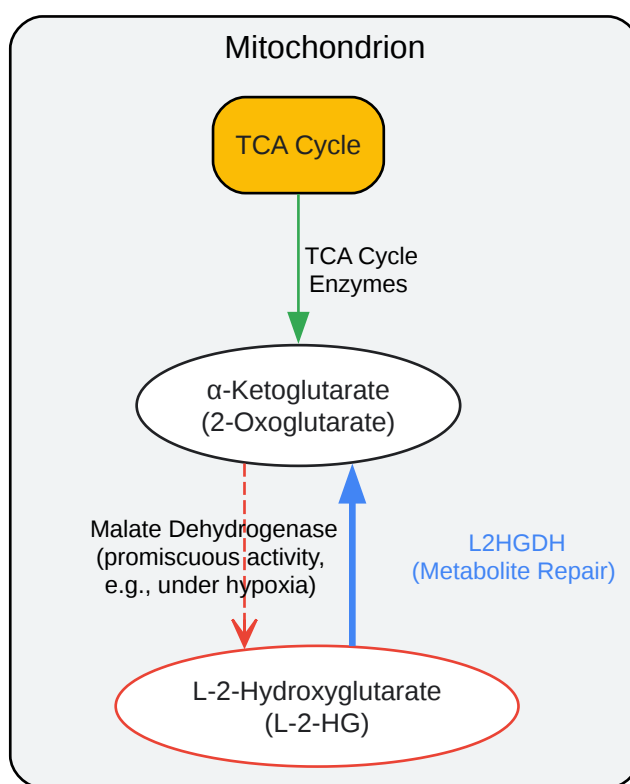 Mitochondrion
TCA Cycle
TCA Cycle
Enzymes
α-Ketoglutarate
(2-Oxoglutarate)
Malate Dehydrogenase
(promiscuous activity,
e.g., under hypoxia)
L2HGDH
(Metabolite Repair)
L-2-Hydroxyglutarate
(L-2-HG)